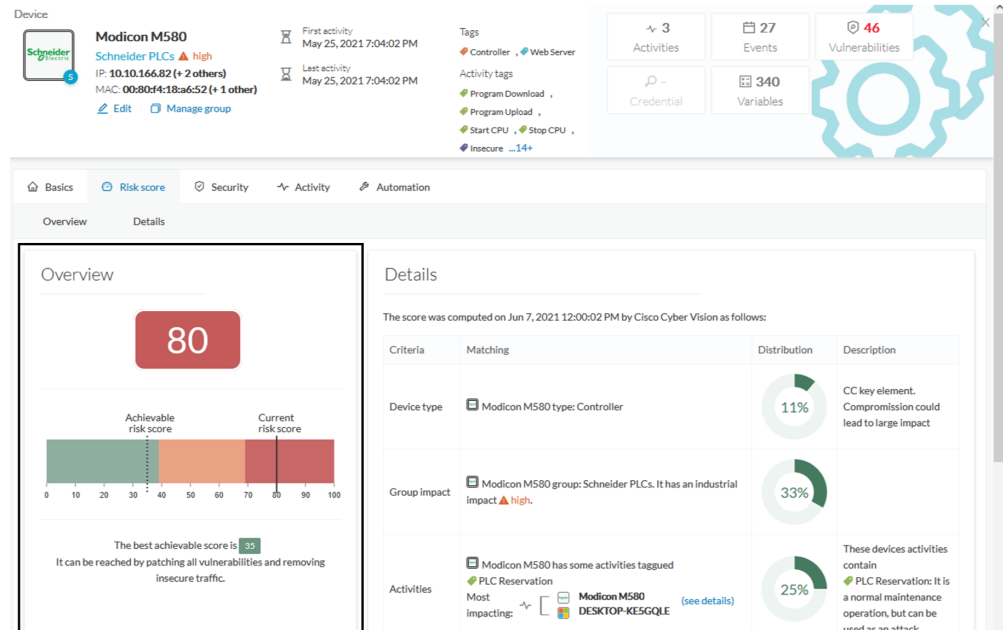 Device
Schneider
Electric
S
Modicon M580
Schneider PLCs high
IP: 10.10.166.82 (+ 2 others)
MAC: 00:80:f4:18:a6:52 (+ 1 other)
Edit Manage group
First activity
May 25, 2021 7:04:02 PM
Last activity
May 25, 2021 7:04:02 PM
Tags
Controller , Web Server
Activity tags
Program Download ,
Program Upload ,
Start CPU , Stop CPU ,
Insecure ...14+
3
Activities
27
Events
46
Vulnerabilities
-
Credential
340
Variables
Basics Risk score Security Activity Automation
Overview Details
Overview
80
Achievable
risk score
Current
risk score
0 10 20 30 40 50 60 70 80 90 100
The best achievable score is 35
It can be reached by patching all vulnerabilities and removing
insecure traffic.
Details
The score was computed on Jun 7, 2021 12:00:02 PM by Cisco Cyber Vision as follows:
Criteria Matching Distribution Description
Device type
Modicon M580 type: Controller
11%
CC key element.
Compromission could
lead to large impact
Group impact
Modicon M580 group: Schneider PLCs. It has an industrial
impact high.
33%
Activities
Modicon M580 has some activities taggued
PLC Reservation
Most
impacting:
Modicon M580
DESKTOP-KE5GQLE
(see details)
25%
These devices activities
contain
PLC Reservation: It is
a normal maintenance
operation, but can be
used as an attack